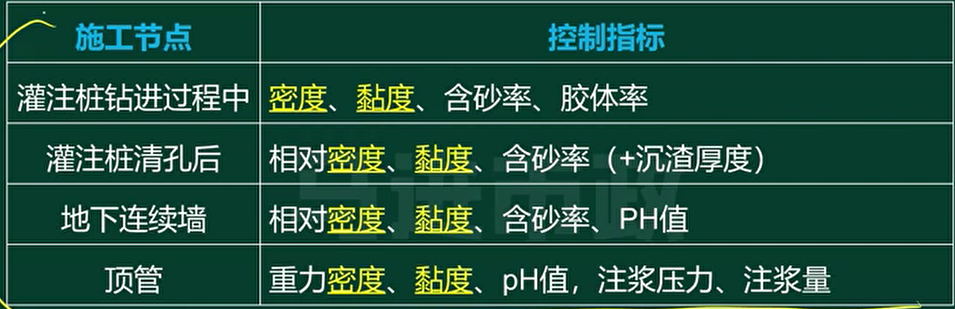 施工节点 控制指标
灌注桩钻进过程中 密度、黏度、含砂率、胶体率
灌注桩清孔后 相对密度、黏度、含砂率（+沉渣厚度）
地下连续墙 相对密度、黏度、含砂率、PH值
顶管 重力密度、黏度、pH值，注浆压力、注浆量